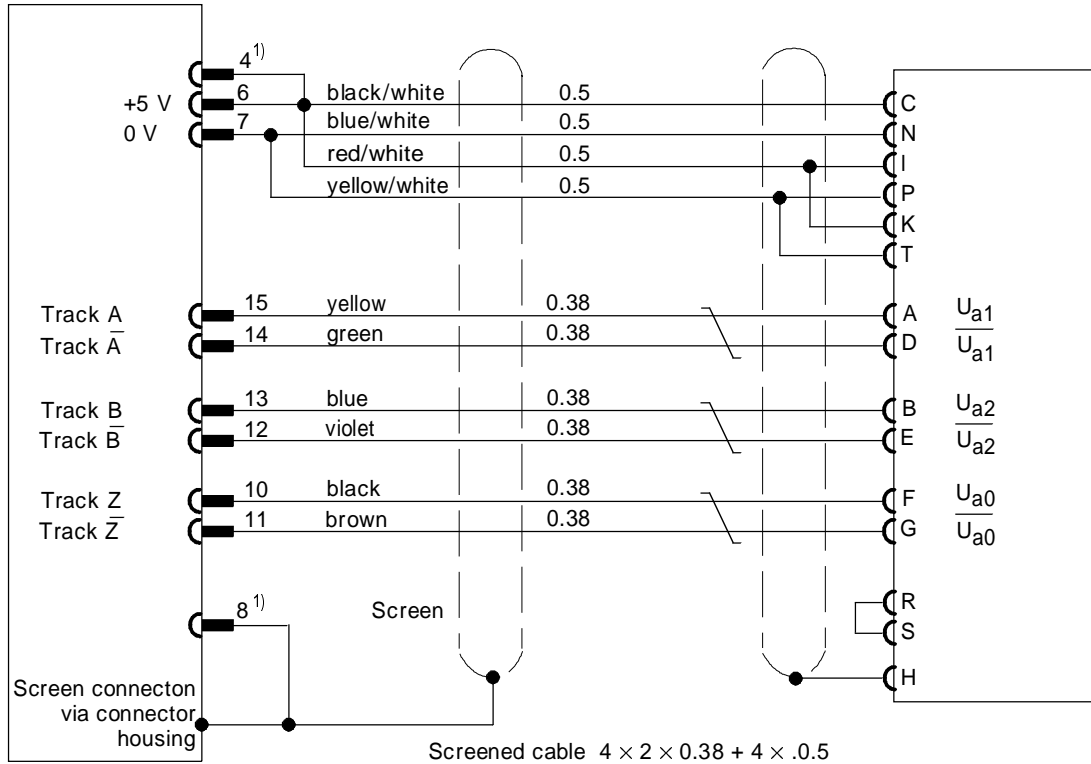 4 1)
+5 V 6 black/white 0.5 C
0 V 7 blue/white 0.5 N
red/white 0.5 I
yellow/white 0.5 P
K
T
Track A 15 yellow 0.38 A Ua1
Track A̅ 14 green 0.38 D U̅a1
Track B 13 blue 0.38 B Ua2
Track B̅ 12 violet 0.38 E U̅a2
Track Z 10 black 0.38 F Ua0
Track Z̅ 11 brown 0.38 G U̅a0
8 1) Screen R
S
H
Screen connecton
via connector
housing
Screened cable 4 × 2 × 0.38 + 4 × .0.5